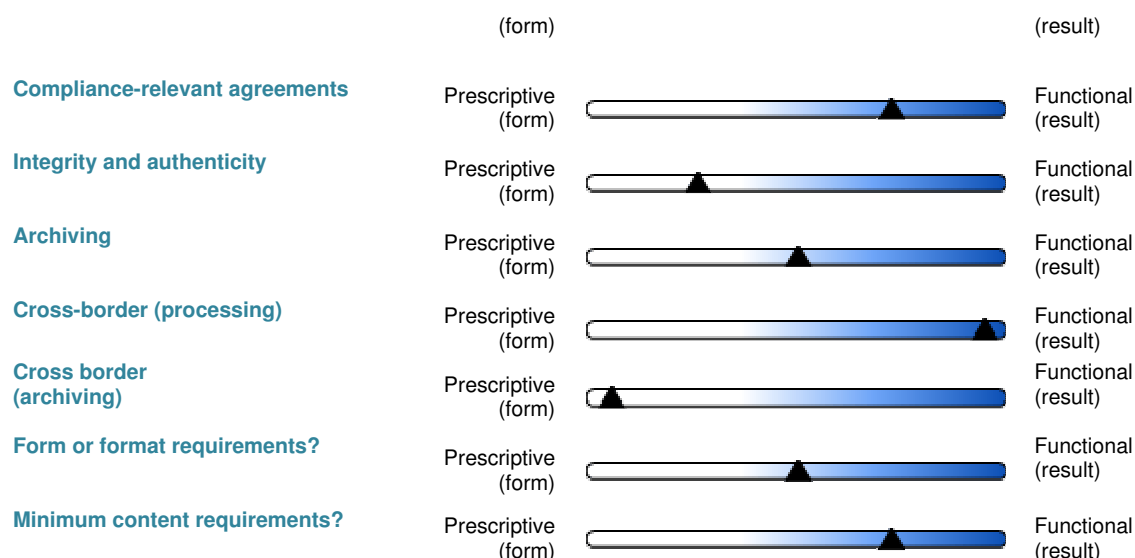 (form) (result)
Compliance-relevant agreements Prescriptive Functional
(form) (result)
Integrity and authenticity Prescriptive Functional
(form) (result)
Archiving Prescriptive Functional
(form) (result)
Cross-border (processing) Prescriptive Functional
(form) (result)
Cross border Prescriptive Functional
(archiving) (form) (result)
Form or format requirements? Prescriptive Functional
(form) (result)
Minimum content requirements? Prescriptive Functional
(form) (result)